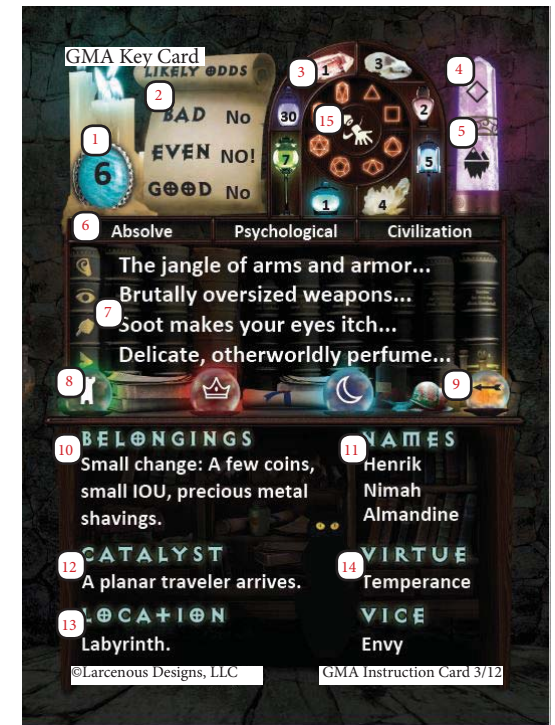 GMA Key Card
LIKELY ODDS
BAD No
EVEN NO!
GOOD No
1
6
2
3
1
3
4
5
30
15
2
7
5
1
4
6
Absolve Psychological Civilization
The jangle of arms and armor...
Brutally oversized weapons...
7
Soot makes your eyes itch...
Delicate, otherworldly perfume...
8
9
BELONGINGS
10
Small change: A few coins,
small IOU, precious metal
shavings.
NAMES
11
Henrik
Nimah
Almandine
CATALYST
12
A planar traveler arrives.
VIRTUE
14
Temperance
LOCATION
13
Labyrinth.
VICE
Envy
©Larcenous Designs, LLC
GMA Instruction Card 3/12